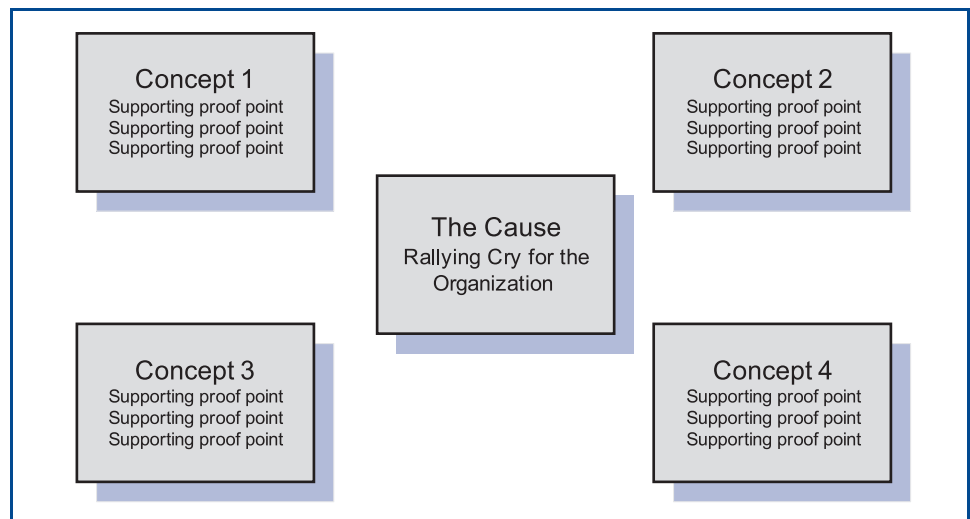 Concept 1
Supporting proof point
Supporting proof point
Supporting proof point
Concept 2
Supporting proof point
Supporting proof point
Supporting proof point
The Cause
Rallying Cry for the
Organization
Concept 3
Supporting proof point
Supporting proof point
Supporting proof point
Concept 4
Supporting proof point
Supporting proof point
Supporting proof point